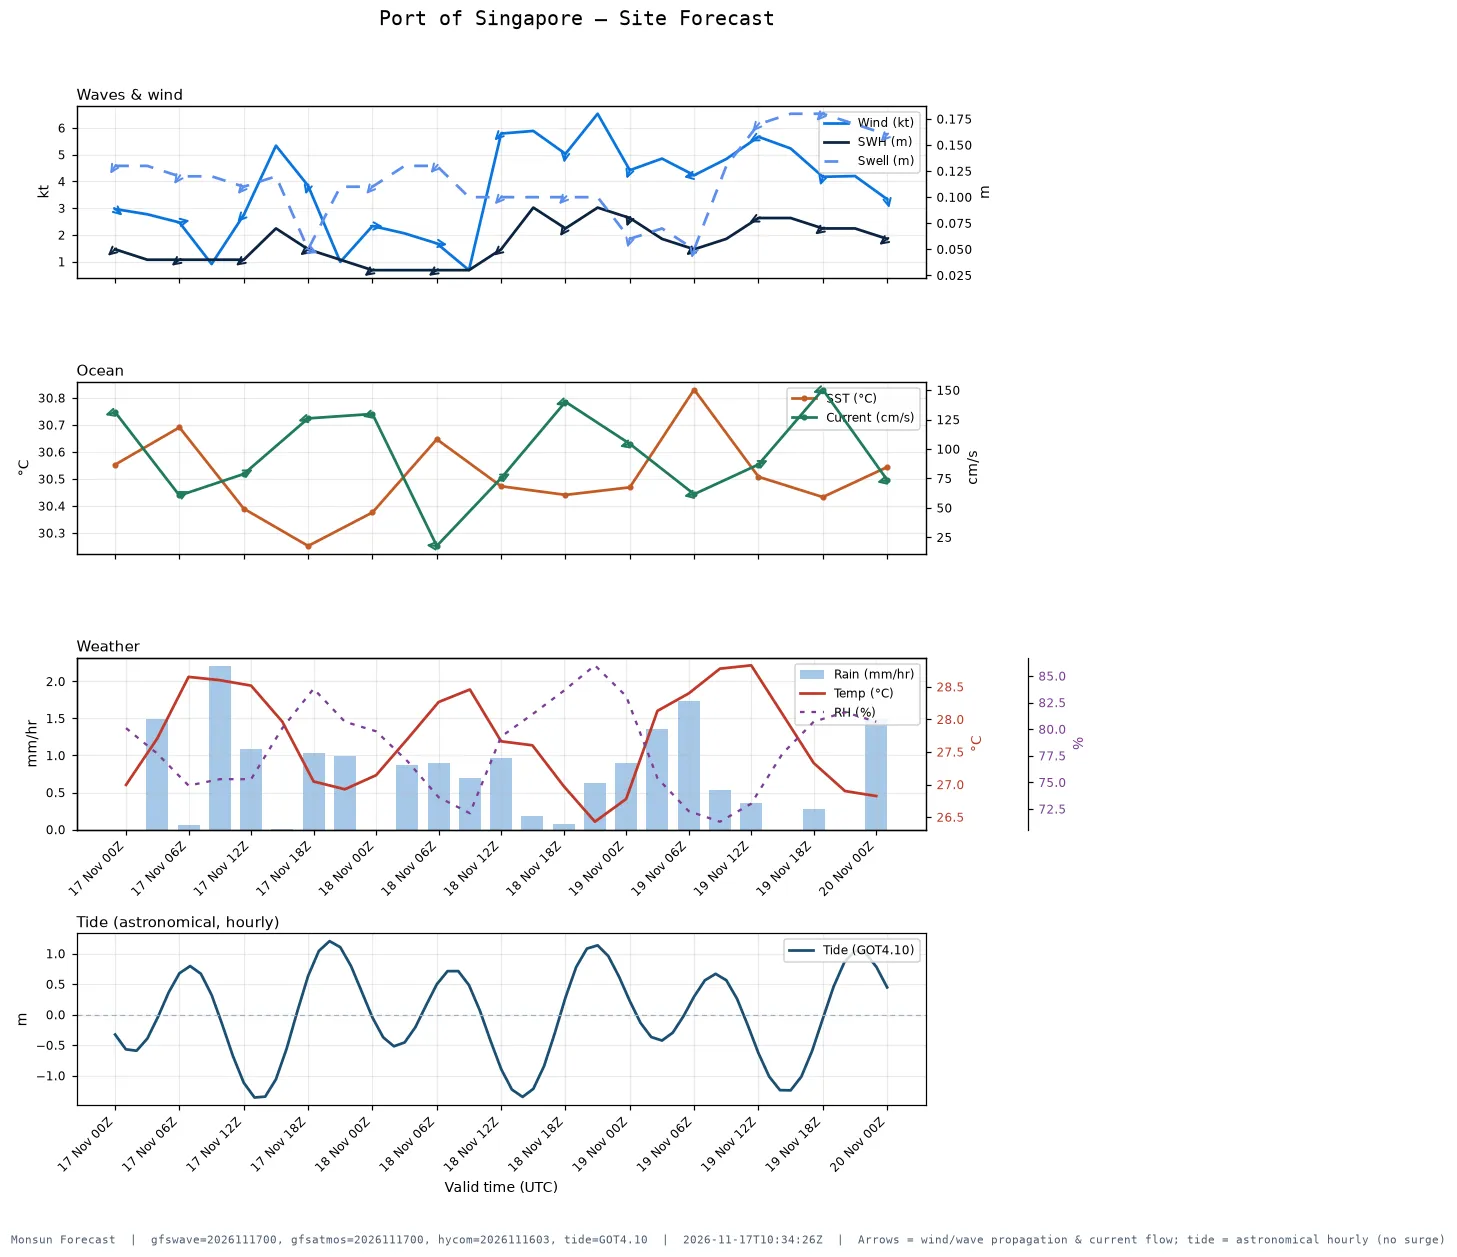 Port of Singapore — Site Forecast
Waves & wind
6
5
4
3
2
1
kt
Wind (kt)
SWH (m)
Swell (m)
0.175
0.150
0.125
0.100
0.075
0.050
0.025
m
Ocean
30.8
30.7
30.6
30.5
30.4
30.3
°C
SST (°C)
Current (cm/s)
150
125
100
75
50
25
cm/s
Weather
2.0
1.5
1.0
0.5
0.0
mm/hr
Rain (mm/hr)
Temp (°C)
RH (%)
28.5
28.0
27.5
27.0
26.5
°C
85.0
82.5
80.0
77.5
75.0
72.5
%
17 Nov 00Z
17 Nov 06Z
17 Nov 12Z
17 Nov 18Z
18 Nov 00Z
18 Nov 06Z
18 Nov 12Z
18 Nov 18Z
19 Nov 00Z
19 Nov 06Z
19 Nov 12Z
19 Nov 18Z
20 Nov 00Z
Tide (astronomical, hourly)
1.0
0.5
0.0
−0.5
−1.0
m
Tide (GOT4.10)
17 Nov 00Z
17 Nov 06Z
17 Nov 12Z
17 Nov 18Z
18 Nov 00Z
18 Nov 06Z
18 Nov 12Z
18 Nov 18Z
19 Nov 00Z
19 Nov 06Z
19 Nov 12Z
19 Nov 18Z
20 Nov 00Z
Valid time (UTC)
Monsun Forecast | gfswave=2026111700, gfsatmos=2026111700, hycom=2026111603, tide=GOT4.10 | 2026-11-17T10:34:26Z | Arrows = wind/wave propagation & current flow; tide = astronomical hourly (no surge)